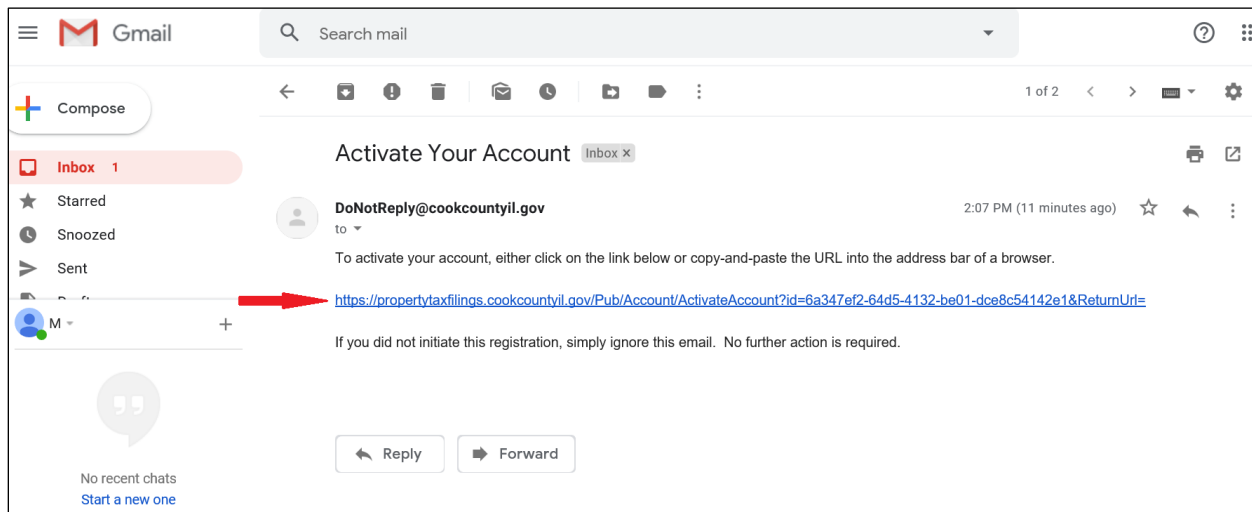 Gmail
Search mail
Compose
1 of 2
Inbox 1
Starred
Snoozed
Sent
M
No recent chats
Start a new one
Activate Your Account Inbox x
DoNotReply@cookcountyil.gov 2:07 PM (11 minutes ago)
to
To activate your account, either click on the link below or copy-and-paste the URL into the address bar of a browser.
https://propertytaxfilings.cookcountyil.gov/Pub/Account/ActivateAccount?id=6a347ef2-64d5-4132-be01-dce8c54142e1&ReturnUrl=
If you did not initiate this registration, simply ignore this email.  No further action is required.
Reply
Forward